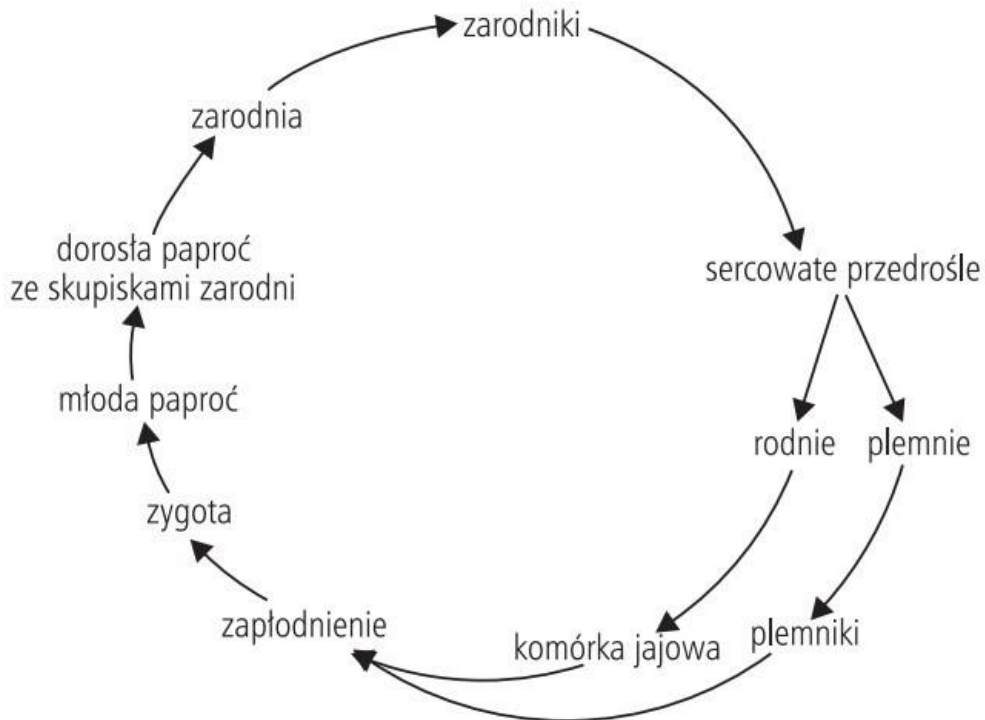 zarodniki
zarodnia
dorosła paproć
ze skupiskami zarodni
sercowate przedrośle
młoda paproć
rodnie
plemnie
zygota
zapłodnienie
komórka jajowa
plemniki